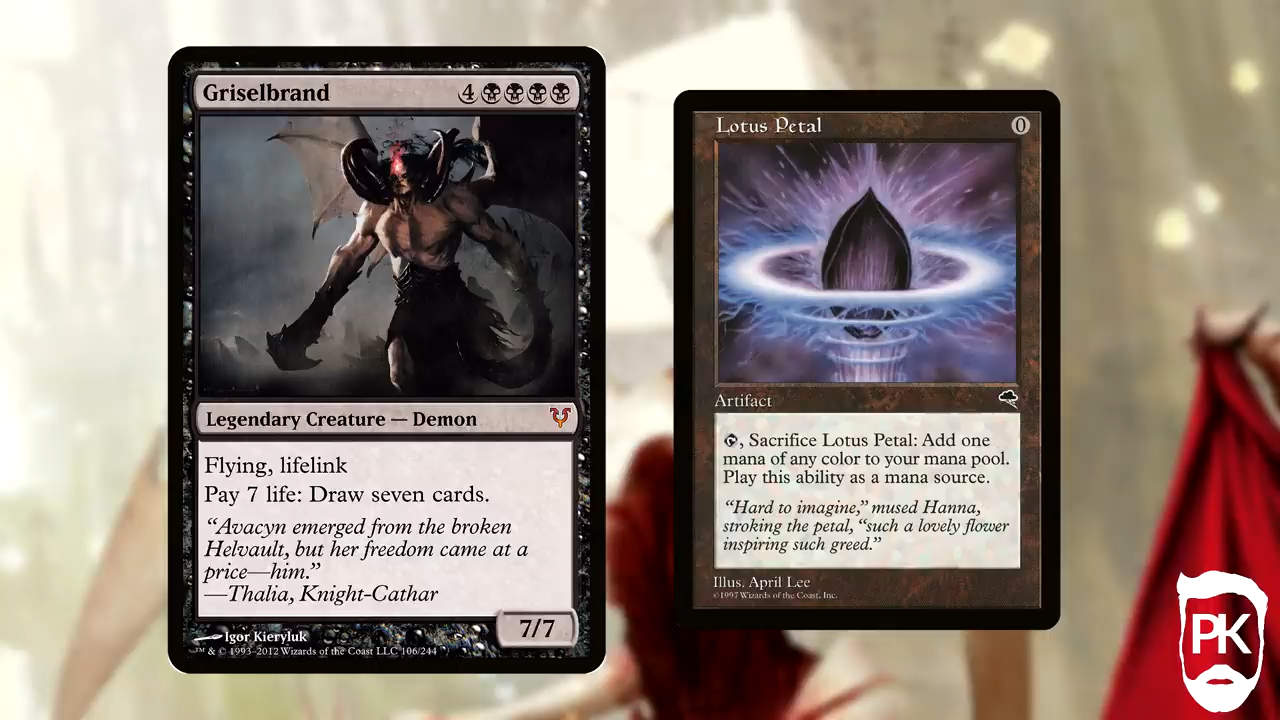 Griselbrand
4
Legendary Creature — Demon
Flying, lifelink
Pay 7 life: Draw seven cards.
“Avacyn emerged from the broken
Helvault, but her freedom came at a
price—him.”
—Thalia, Knight-Cathar
7/7
Igor Kieryluk
™ & © 1993–2012 Wizards of the Coast LLC 106/244
Lotus Petal
0
Artifact
, Sacrifice Lotus Petal: Add one
mana of any color to your mana pool.
Play this ability as a mana source.
“Hard to imagine,” mused Hanna,
stroking the petal, “such a lovely flower
inspiring such greed.”
Illus. April Lee
©1997 Wizards of the Coast, Inc.
PK